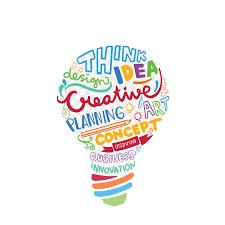 THINK
design IDEA
Creative
PLANNING ART
CONCEPT
BUSINESS
INNOVATION